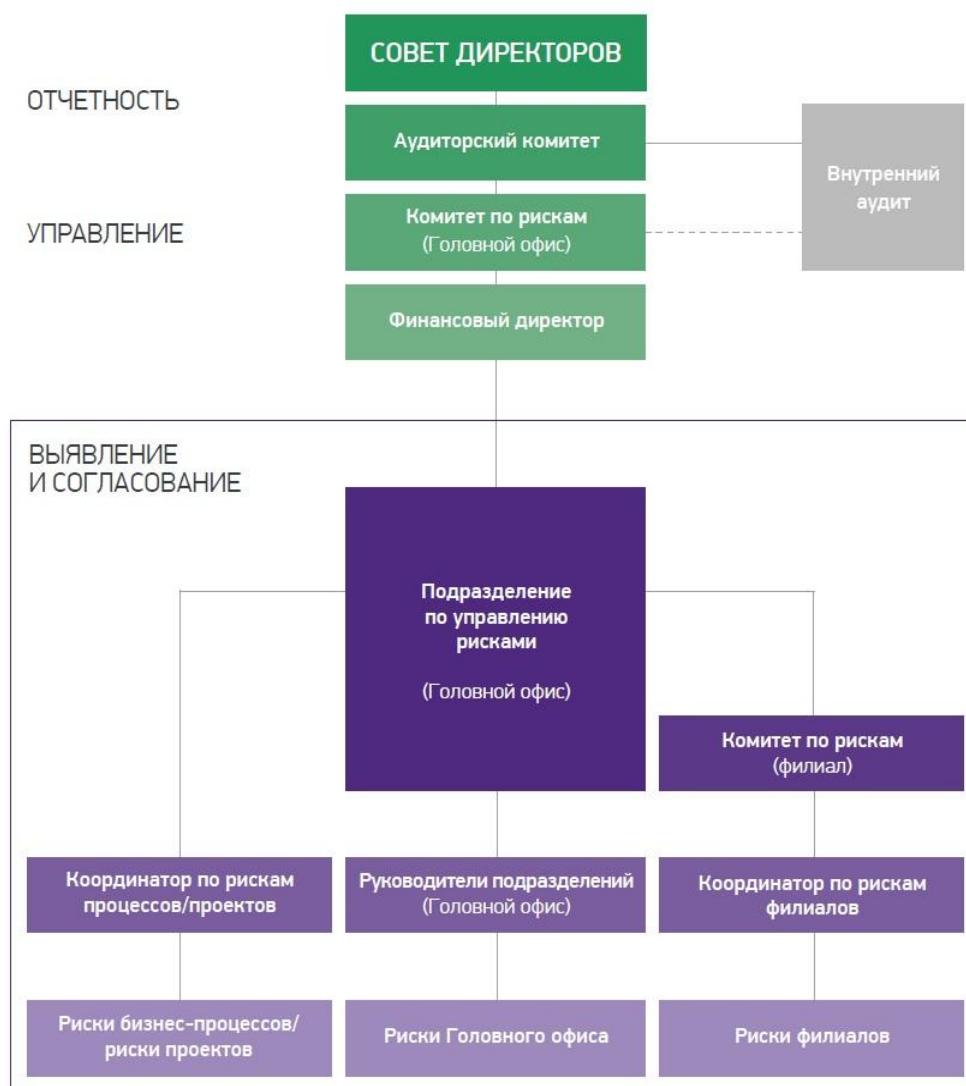 СОВЕТ ДИРЕКТОРОВ
ОТЧЕТНОСТЬ
Аудиторский комитет
Внутренний
аудит
УПРАВЛЕНИЕ
Комитет по рискам
(Головной офис)
Финансовый директор
ВЫЯВЛЕНИЕ
И СОГЛАСОВАНИЕ
Подразделение
по управлению
рисками
(Головной офис)
Комитет по рискам
(филиал)
Координатор по рискам
процессов/проектов
Руководители подразделений
(Головной офис)
Координатор по рискам
филиалов
Риски бизнес-процессов/
риски проектов
Риски Головного офиса
Риски филиалов